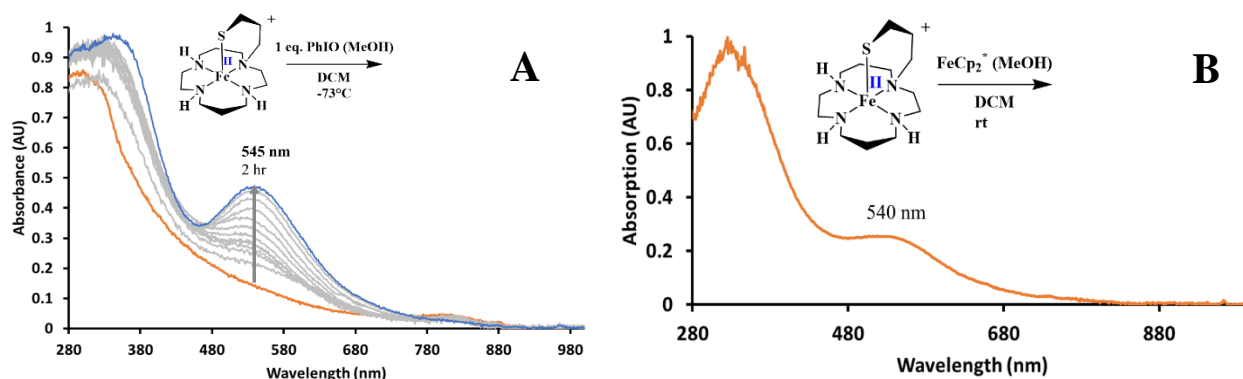 A
1 eq. PhIO (MeOH)
DCM
-73°C
S
+
H
N
II
N
Fe
N
N
H
H
545 nm
2 hr
Absorbance (AU)
1
0.9
0.8
0.7
0.6
0.5
0.4
0.3
0.2
0.1
0
280 380 480 580 680 780 880 980
Wavelength (nm)
B
FeCp2* (MeOH)
DCM
rt
S
+
H
N
II
N
Fe
N
N
H
H
540 nm
Absorption (AU)
1
0.8
0.6
0.4
0.2
0
280 480 680 880
Wavelength (nm)